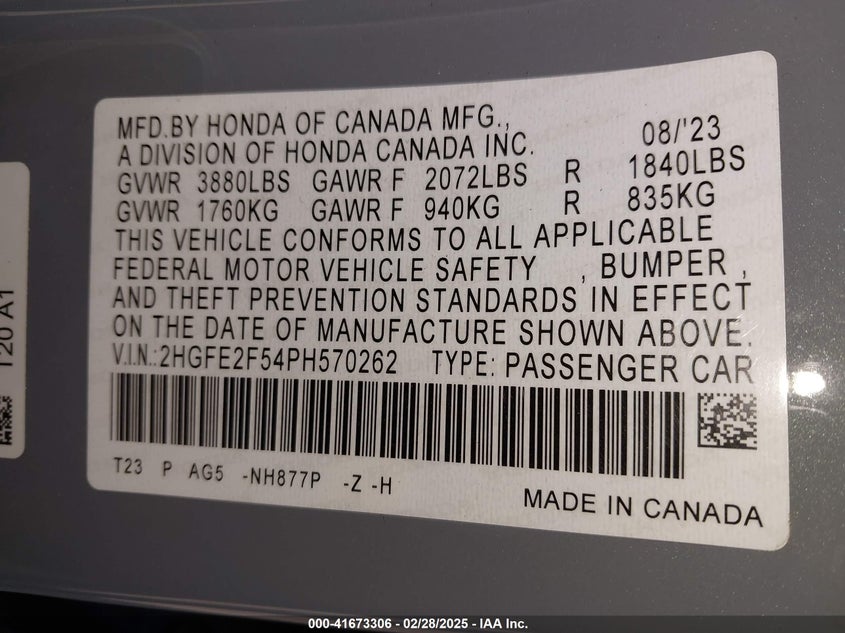 MFD.BY HONDA OF CANADA MFG.,
A DIVISION OF HONDA CANADA INC. 08/'23
GVWR 3880LBS GAWR F 2072LBS R 1840LBS
GVWR 1760KG GAWR F 940KG R 835KG
THIS VEHICLE CONFORMS TO ALL APPLICABLE
FEDERAL MOTOR VEHICLE SAFETY , BUMPER ,
AND THEFT PREVENTION STANDARDS IN EFFECT
ON THE DATE OF MANUFACTURE SHOWN ABOVE.
V.I.N.:2HGFE2F54PH570262 TYPE: PASSENGER CAR
T23 P AG5 -NH877P -Z -H
MADE IN CANADA
T20 A1
000-41673306 - 02/28/2025 - IAA Inc.